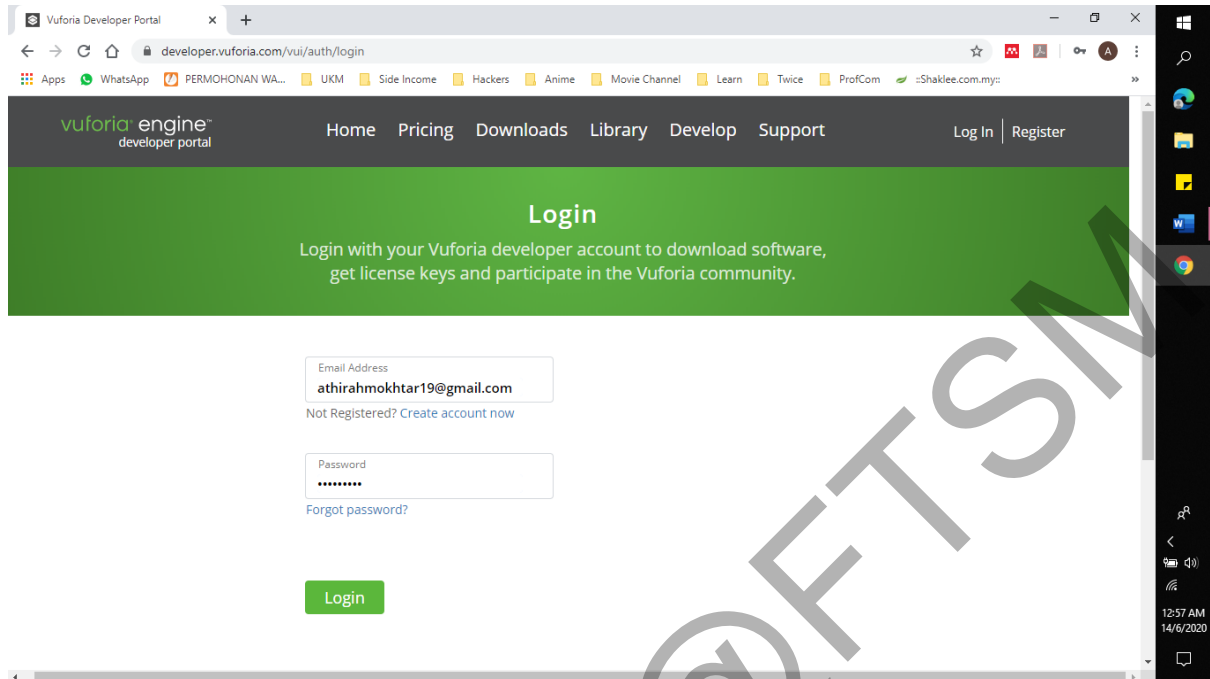 Vuforia Developer Portal
developer.vuforia.com/vui/auth/login
A
Apps WhatsApp PERMOHONAN WA... UKM Side Income Hackers Anime Movie Channel Learn Twice ProfCom ::Shaklee.com.my:: »
vuforia® engine™
developer portal
Home Pricing Downloads Library Develop Support
Log In | Register
Login
Login with your Vuforia developer account to download software,
get license keys and participate in the Vuforia community.
Email Address
athirahmokhtar19@gmail.com
Not Registered? Create account now
Password
•••••••••
Forgot password?
Login
12:57 AM
14/6/2020
@FTSM